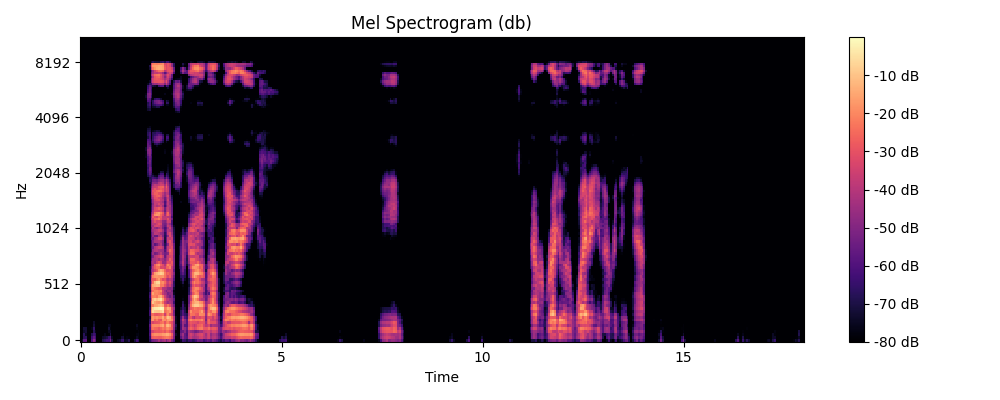 Mel Spectrogram (db)
8192
4096
2048
1024
512
0
Hz
0 5 10 15
Time
-10 dB
-20 dB
-30 dB
-40 dB
-50 dB
-60 dB
-70 dB
-80 dB